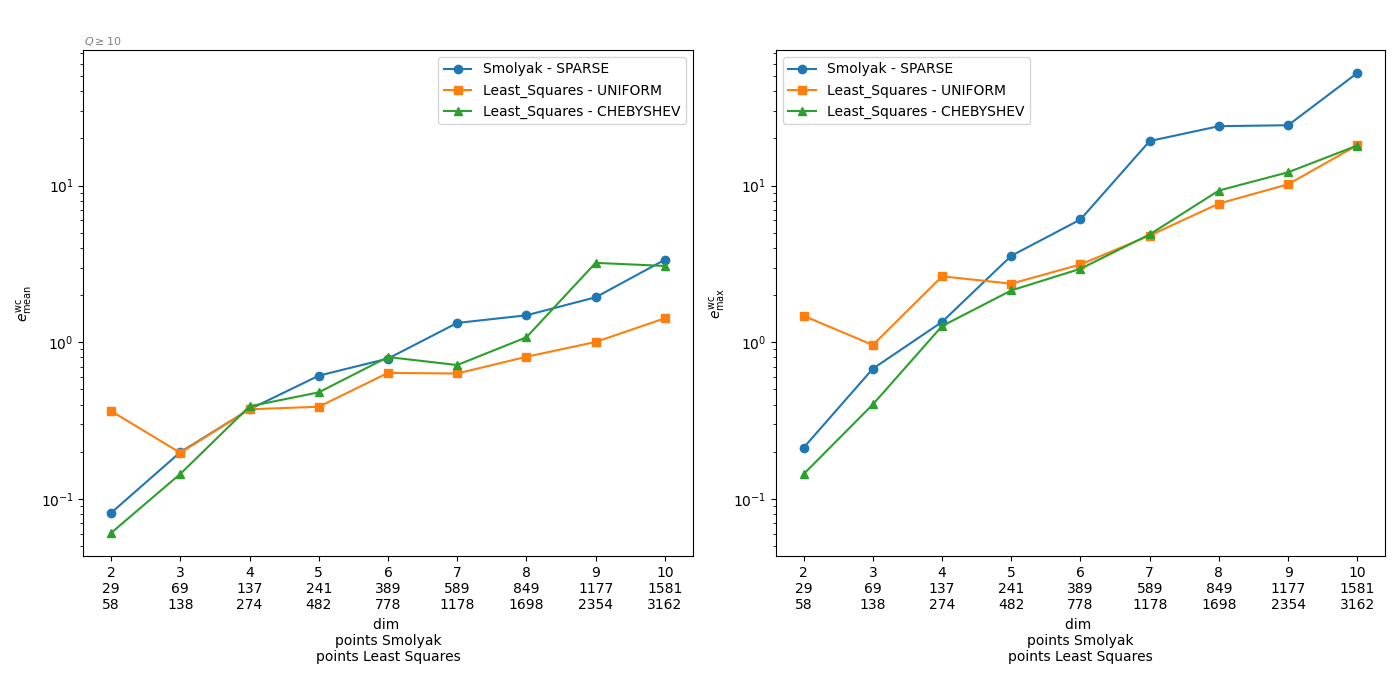 Q ≥ 10
Smolyak - SPARSE
Least_Squares - UNIFORM
Least_Squares - CHEBYSHEV
10¹
10⁰
10⁻¹
e^wc_mean
2 3 4 5 6 7 8 9 10
29 69 137 241 389 589 849 1177 1581
58 138 274 482 778 1178 1698 2354 3162
dim
points Smolyak
points Least Squares
Smolyak - SPARSE
Least_Squares - UNIFORM
Least_Squares - CHEBYSHEV
10¹
10⁰
10⁻¹
e^wc_max
2 3 4 5 6 7 8 9 10
29 69 137 241 389 589 849 1177 1581
58 138 274 482 778 1178 1698 2354 3162
dim
points Smolyak
points Least Squares